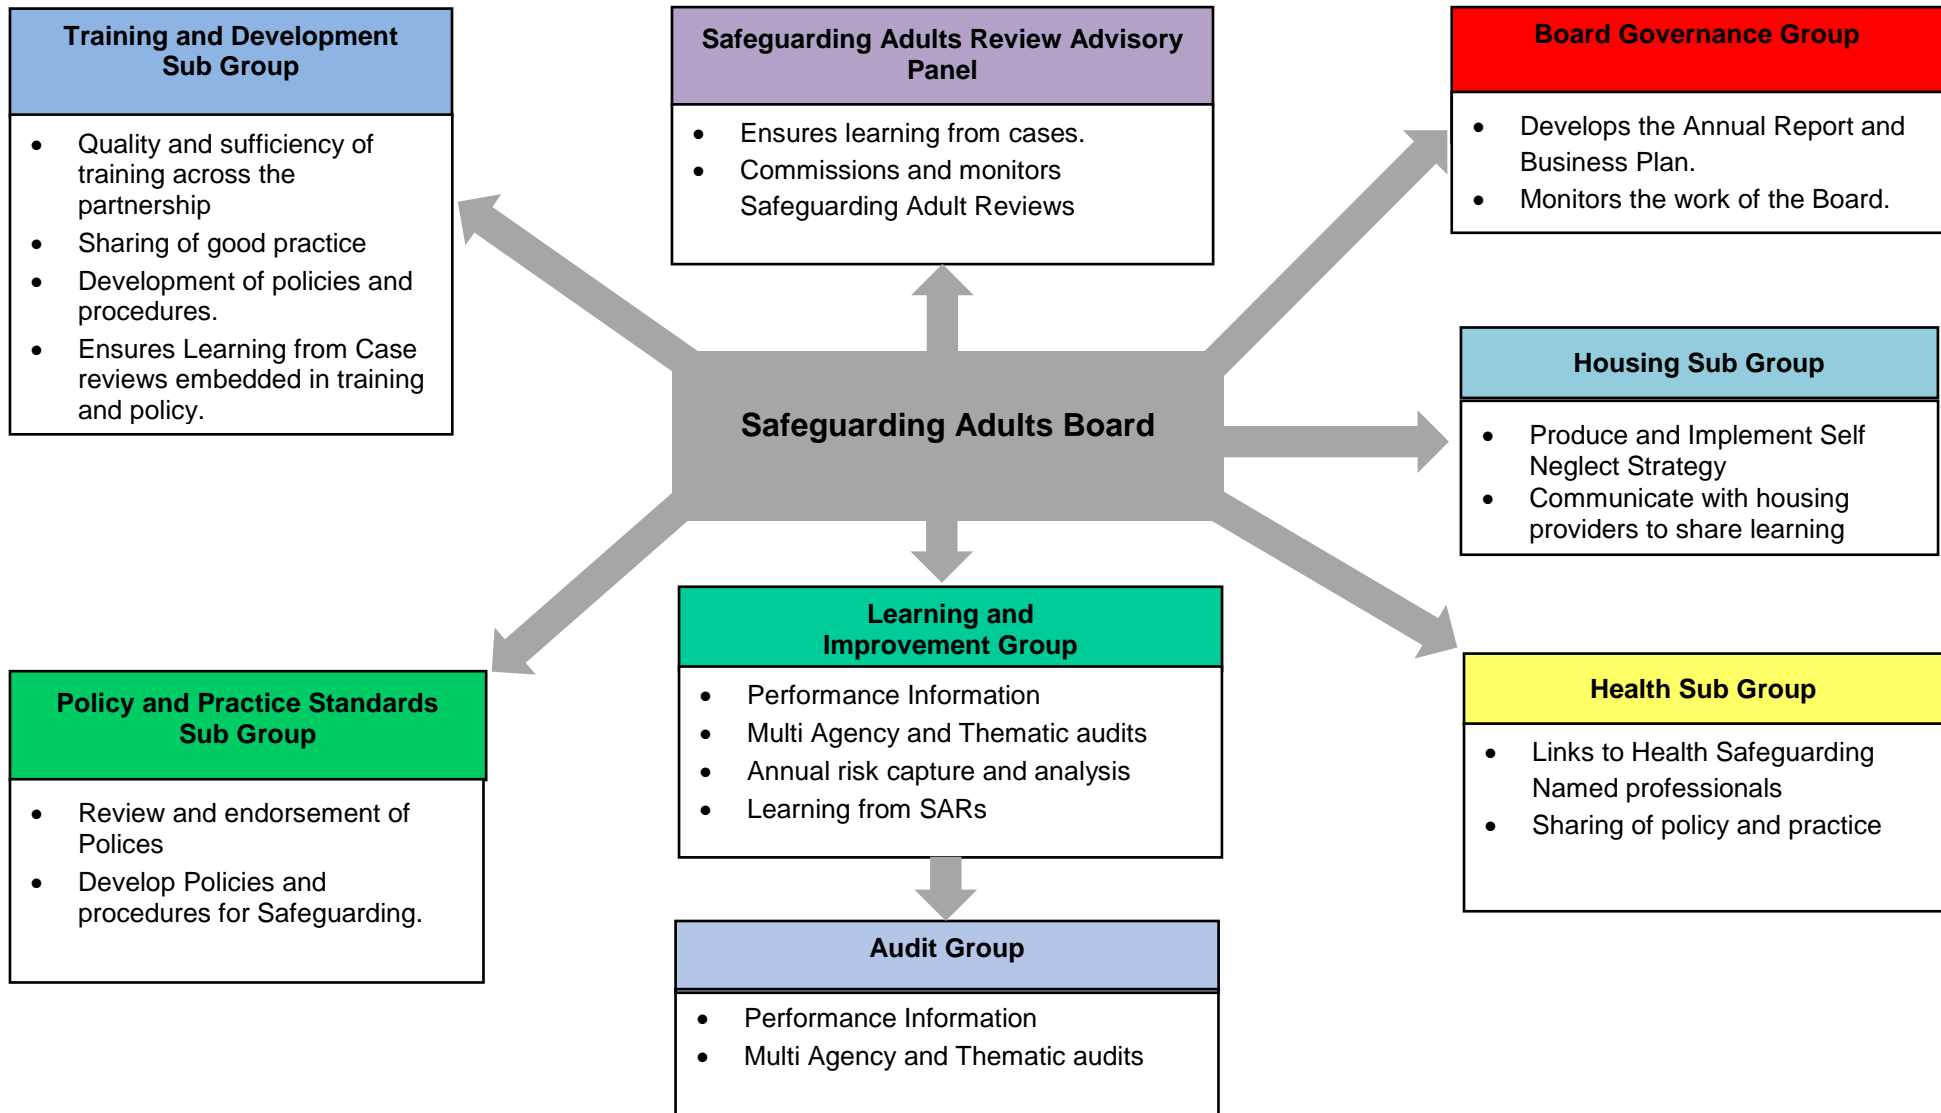 Training and Development
Sub Group
• Quality and sufficiency of
training across the
partnership
• Sharing of good practice
• Development of policies and
procedures.
• Ensures Learning from Case
reviews embedded in training
and policy.
Safeguarding Adults Review Advisory
Panel
• Ensures learning from cases.
• Commissions and monitors
Safeguarding Adult Reviews
Board Governance Group
• Develops the Annual Report and
Business Plan.
• Monitors the work of the Board.
Safeguarding Adults Board
Housing Sub Group
• Produce and Implement Self
Neglect Strategy
• Communicate with housing
providers to share learning
Policy and Practice Standards
Sub Group
• Review and endorsement of
Polices
• Develop Policies and
procedures for Safeguarding.
Learning and
Improvement Group
• Performance Information
• Multi Agency and Thematic audits
• Annual risk capture and analysis
• Learning from SARs
Health Sub Group
• Links to Health Safeguarding
Named professionals
• Sharing of policy and practice
Audit Group
• Performance Information
• Multi Agency and Thematic audits